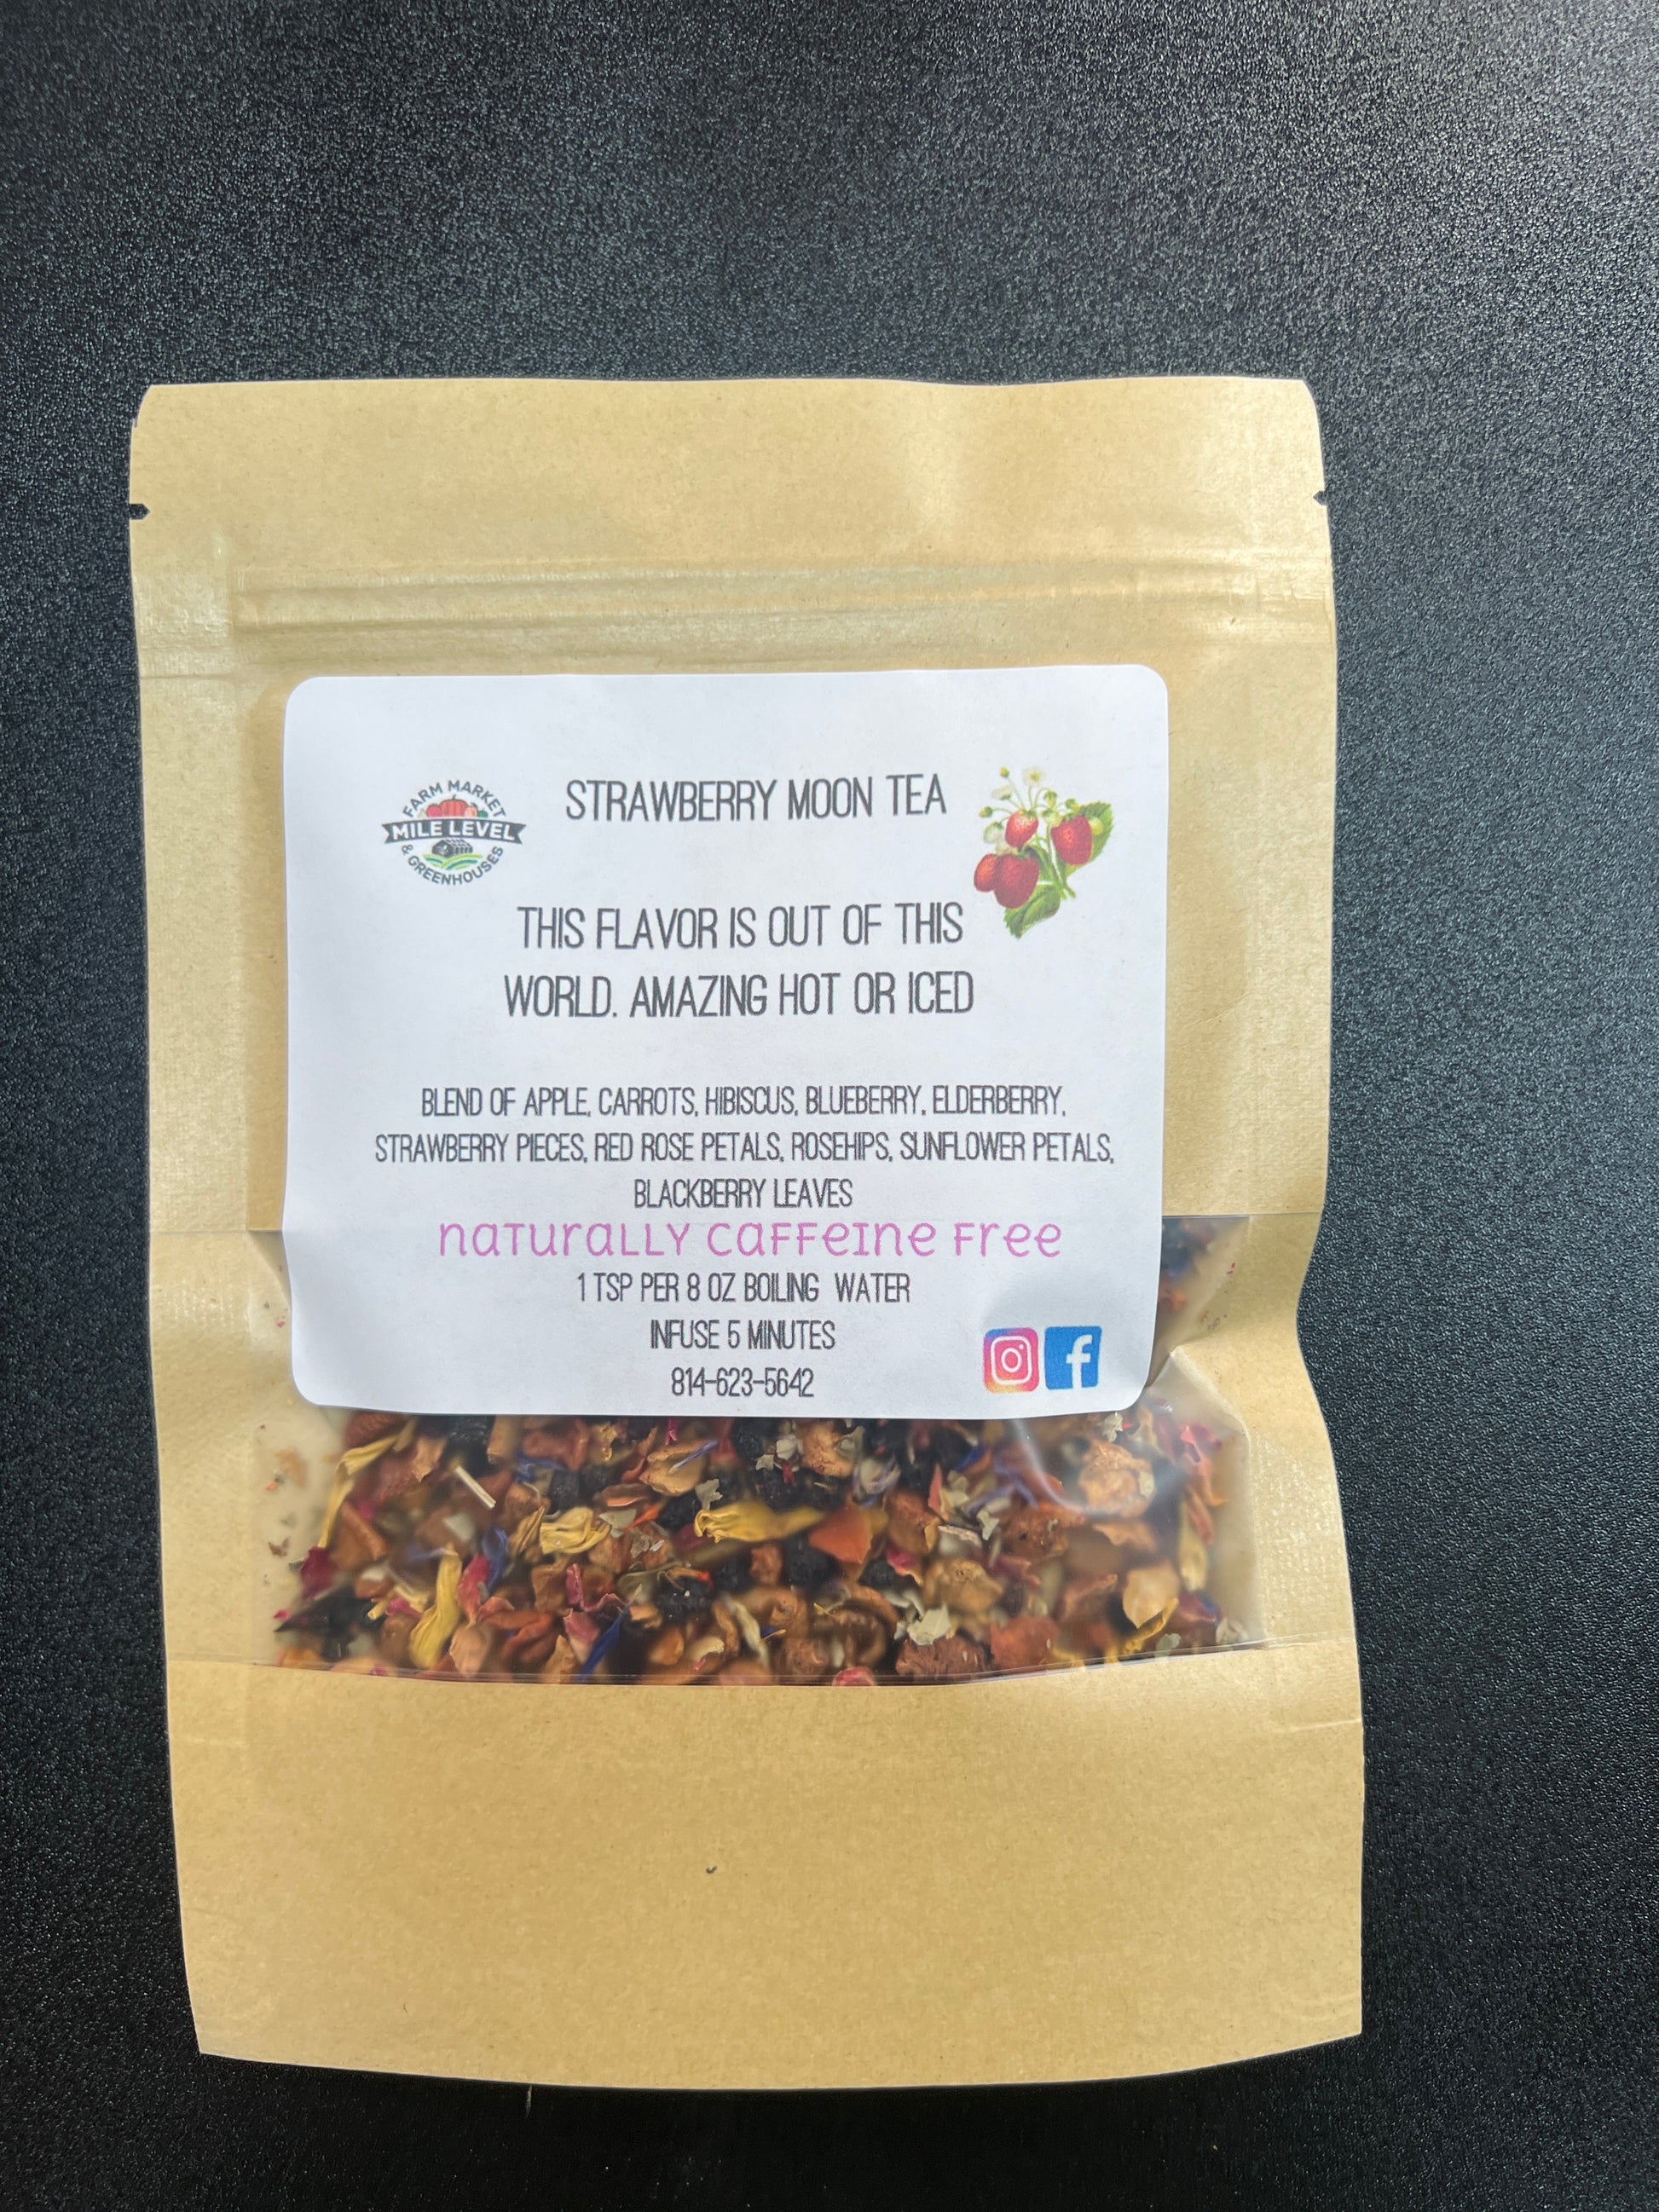 FARM MARKET
MILE LEVEL
& GREENHOUSES
STRAWBERRY MOON TEA
THIS FLAVOR IS OUT OF THIS
WORLD. AMAZING HOT OR ICED
BLEND OF APPLE, CARROTS, HIBISCUS, BLUEBERRY, ELDERBERRY,
STRAWBERRY PIECES, RED ROSE PETALS, ROSEHIPS, SUNFLOWER PETALS,
BLACKBERRY LEAVES
naturally caffeine free
1 TSP PER 8 OZ BOILING WATER
INFUSE 5 MINUTES
814-623-5642
f